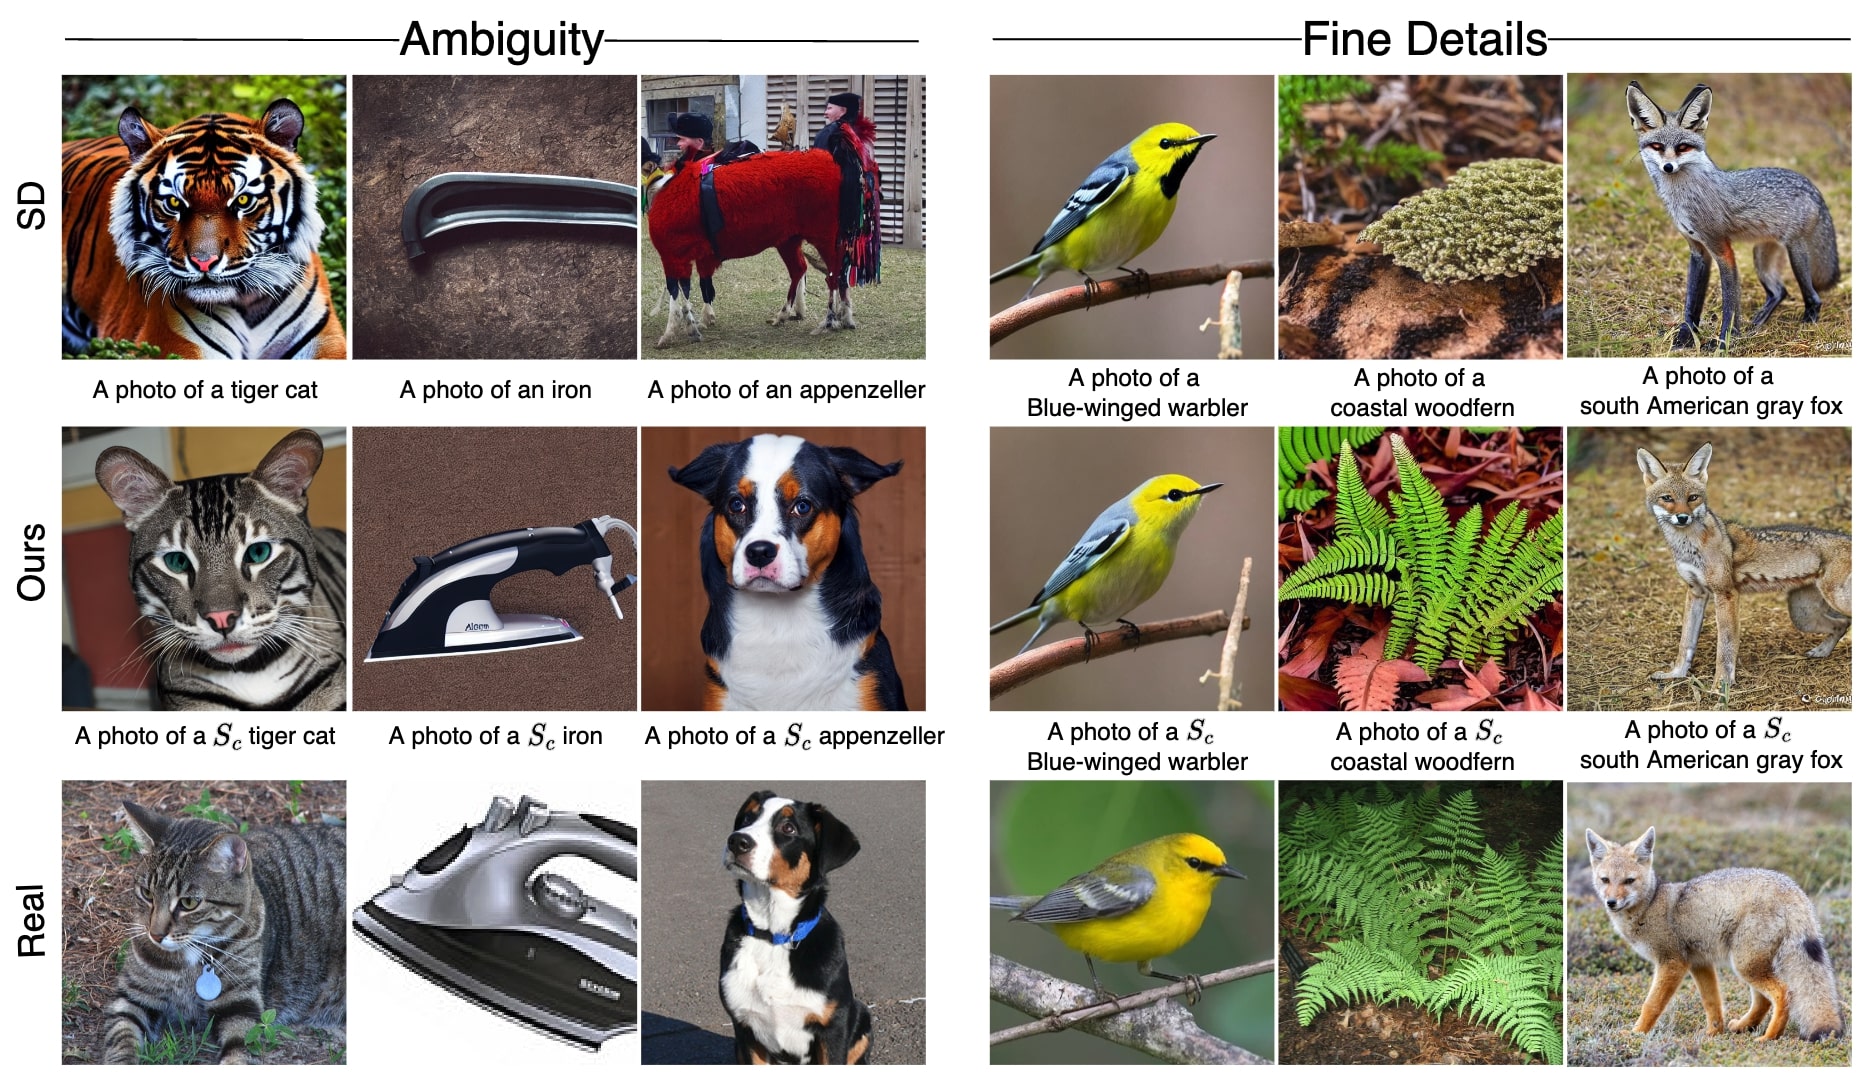 Ambiguity
Fine Details
SD
A photo of a tiger cat
A photo of an iron
A photo of an appenzeller
A photo of a
Blue-winged warbler
A photo of a
coastal woodfern
A photo of a
south American gray fox
Ours
A photo of a S_c tiger cat
A photo of a S_c iron
A photo of a S_c appenzeller
A photo of a S_c
Blue-winged warbler
A photo of a S_c
coastal woodfern
A photo of a S_c
south American gray fox
Real